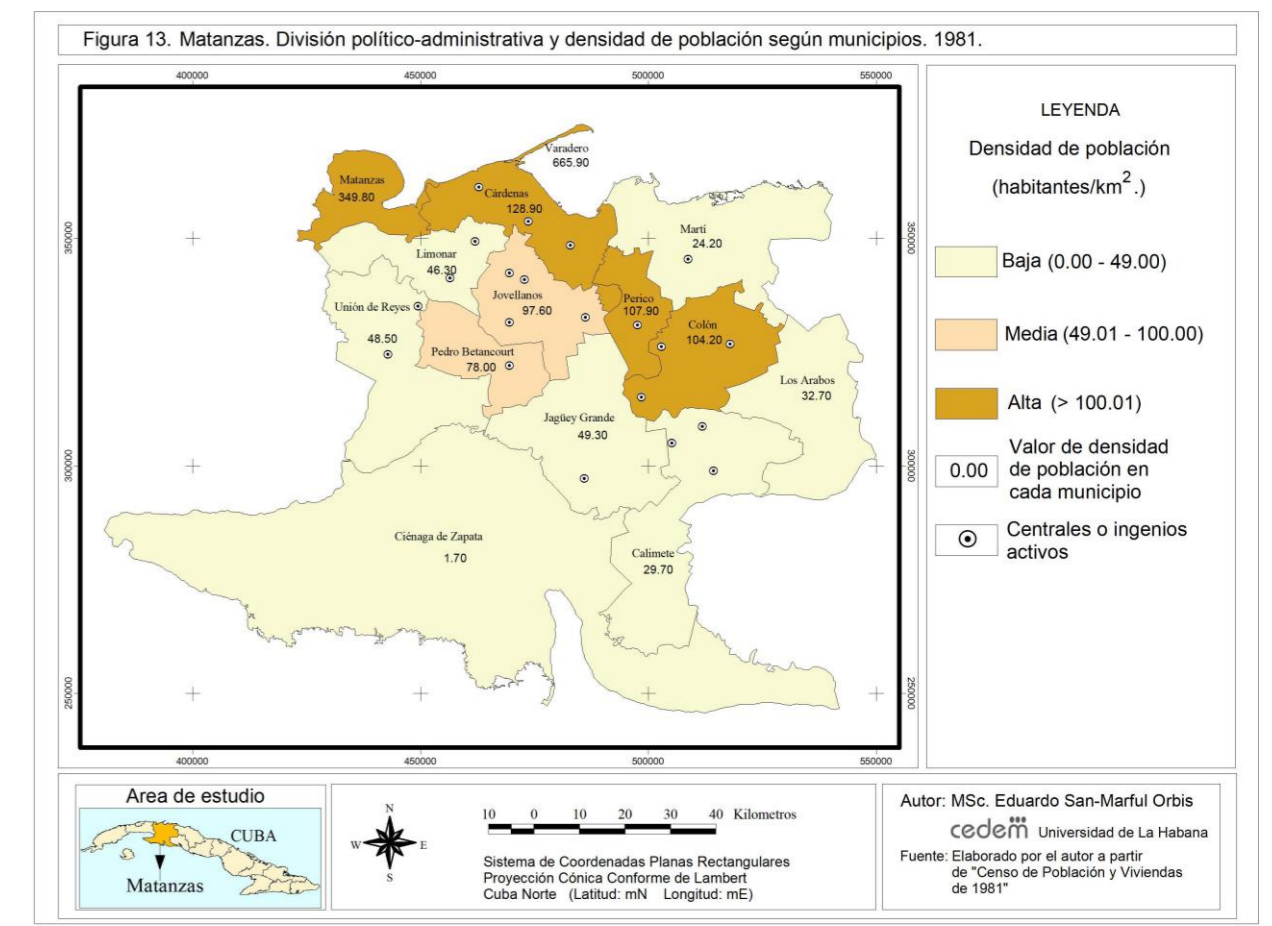 Figura 13. Matanzas. División político-administrativa y densidad de población según municipios. 1981.
400000
450000
500000
550000
350000
350000
300000
300000
250000
250000
Varadero
665.90
Matanzas
349.80
Cárdenas
128.90
Martí
24.20
Limonar
46.30
Unión de Reyes
48.50
Jovellanos
97.60
Perico
107.90
Colón
104.20
Pedro Betancourt
78.00
Los Arabos
32.70
Jagüey Grande
49.30
Ciénaga de Zapata
1.70
Calimete
29.70
400000
450000
500000
550000
LEYENDA
Densidad de población
(habitantes/km2.)
Baja (0.00 - 49.00)
Media (49.01 - 100.00)
Alta (> 100.01)
0.00
Valor de densidad
de población en
cada municipio
Centrales o ingenios
activos
Area de estudio
CUBA
Matanzas
N
W
E
S
10 0 10 20 30 40 Kilometros
Sistema de Coordenadas Planas Rectangulares
Proyección Cónica Conforme de Lambert
Cuba Norte (Latitud: mN Longitud: mE)
Autor: MSc. Eduardo San-Marful Orbis
cedem Universidad de La Habana
Fuente: Elaborado por el autor a partir
de "Censo de Población y Viviendas
de 1981"